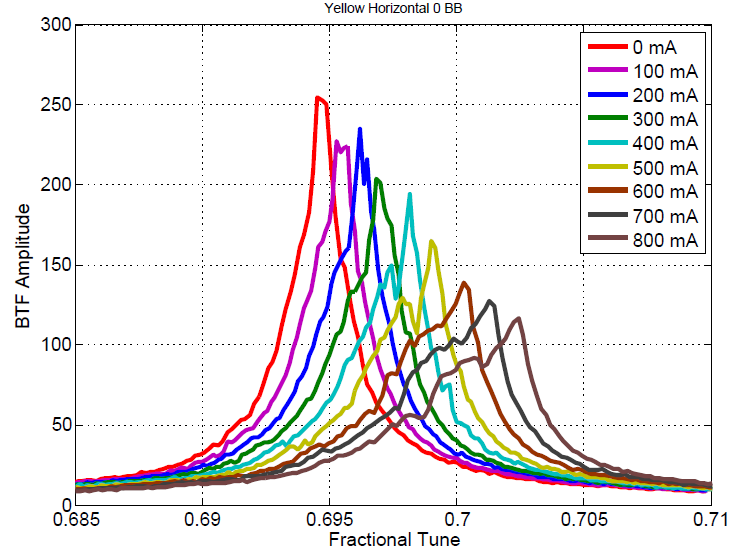 Yellow Horizontal 0 BB
300
250
200
150
100
50
0
BTF Amplitude
0.685
0.69
0.695
0.7
0.705
0.71
Fractional Tune
0 mA
100 mA
200 mA
300 mA
400 mA
500 mA
600 mA
700 mA
800 mA